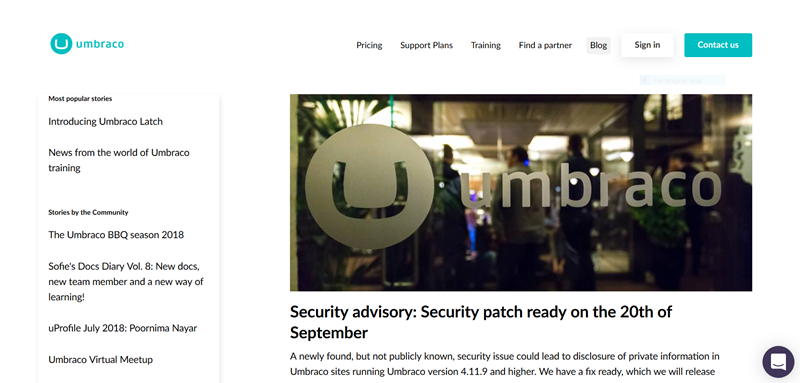 umbraco
Pricing
Support Plans
Training
Find a partner
Blog
Sign in
Contact us
Most popular stories
Introducing Umbraco Latch
News from the world of Umbraco
training
Stories by the Community
The Umbraco BBQ season 2018
Sofie's Docs Diary Vol. 8: New docs,
new team member and a new way of
learning!
uProfile July 2018: Poornima Nayar
Umbraco Virtual Meetup
umbraco
Security advisory: Security patch ready on the 20th of
September
A newly found, but not publicly known, security issue could lead to disclosure of private information in
Umbraco sites running Umbraco version 4.11.9 and higher. We have a fix ready, which we will release